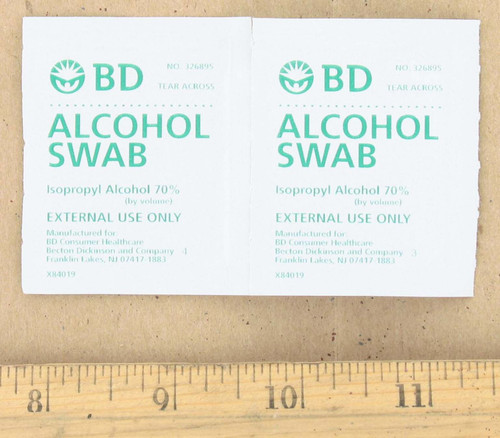 BD
NO. 326895
TEAR ACROSS
ALCOHOL
SWAB
Isopropyl Alcohol 70%
(by volume)
EXTERNAL USE ONLY
Manufactured for:
BD Consumer Healthcare
Becton Dickinson and Company
Franklin Lakes, NJ 07417-1883
X84019
BD
NO. 326895
TEAR ACROSS
ALCOHOL
SWAB
Isopropyl Alcohol 70%
(by volume)
EXTERNAL USE ONLY
Manufactured for:
BD Consumer Healthcare
Becton Dickinson and Company
Franklin Lakes, NJ 07417-1883
X84019
8 9 10 11